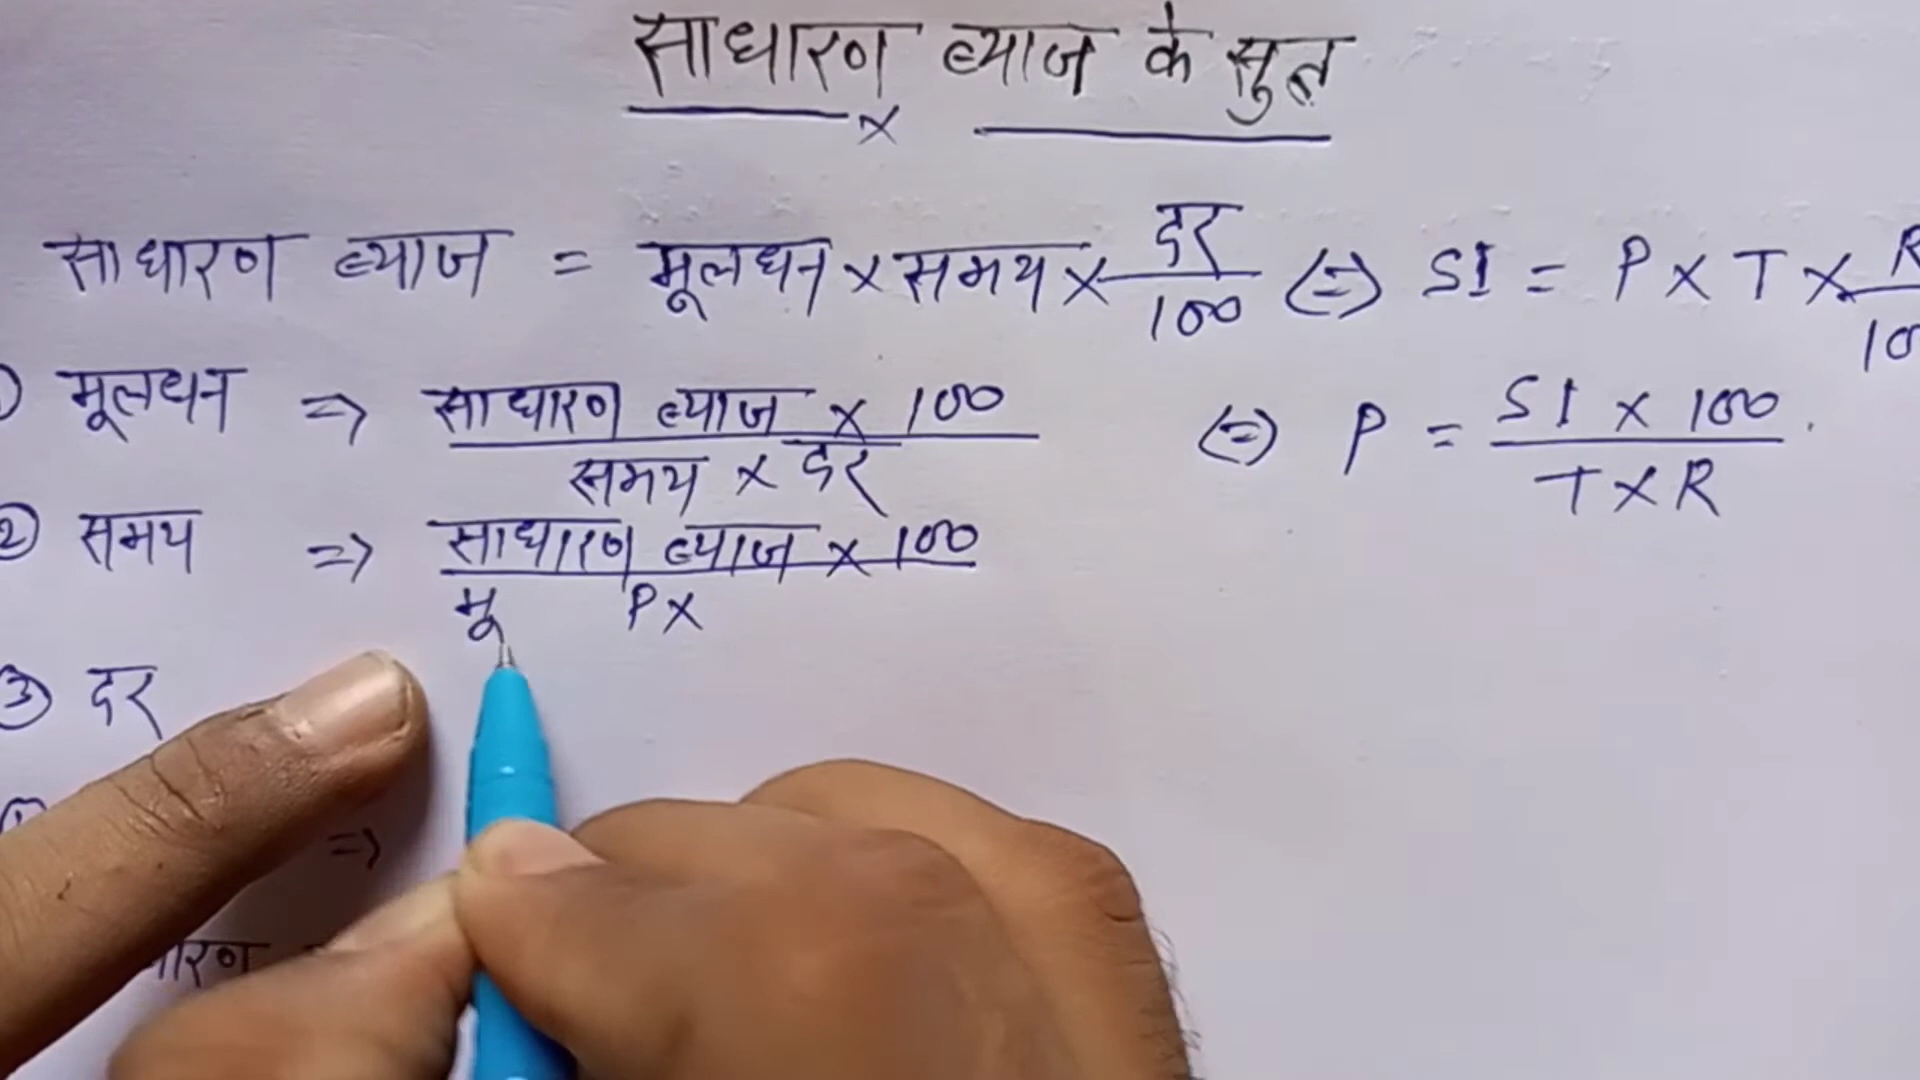 साधारण ब्याज के सुत्र
×
साधारण ब्याज = मूलधन × समय × दर/100 (=) SI = P × T × R/10
① मूलधन => साधारण ब्याज × 100 / समय × दर (=) P = SI × 100 / T × R
② समय => साधारण ब्याज × 100 / मू P ×
③ दर
=>